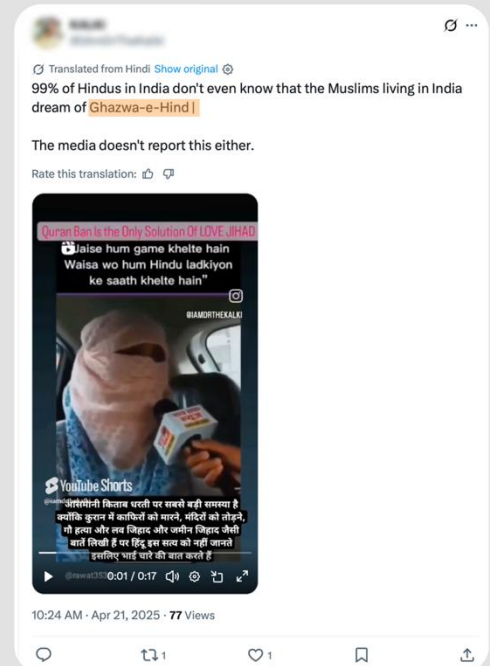 Translated from Hindi Show original
99% of Hindus in India don't even know that the Muslims living in India
dream of Ghazwa-e-Hind |
The media doesn't report this either.
Rate this translation:
Quran Ban Is the Only Solution Of LOVE JIHAD
Jaise hum game khelte hain
Waisa wo hum Hindu ladkiyon
ke saath khelte hain"
@IAMDRTHEKALKI
YouTube Shorts
आसमानी किताब धरती पर सबसे बड़ी समस्या है
क्योंकि कुरान में काफिरों को मारने, मंदिरों को तोड़ने,
गौ हत्या और लव जिहाद और जमीन जिहाद जैसी
बातें लिखी हैं पर हिंदू इस सत्य को नहीं जानते
इसलिए भाई चारे की बात करते हैं
0:01 / 0:17
10:24 AM · Apr 21, 2025 · 77 Views
1
1